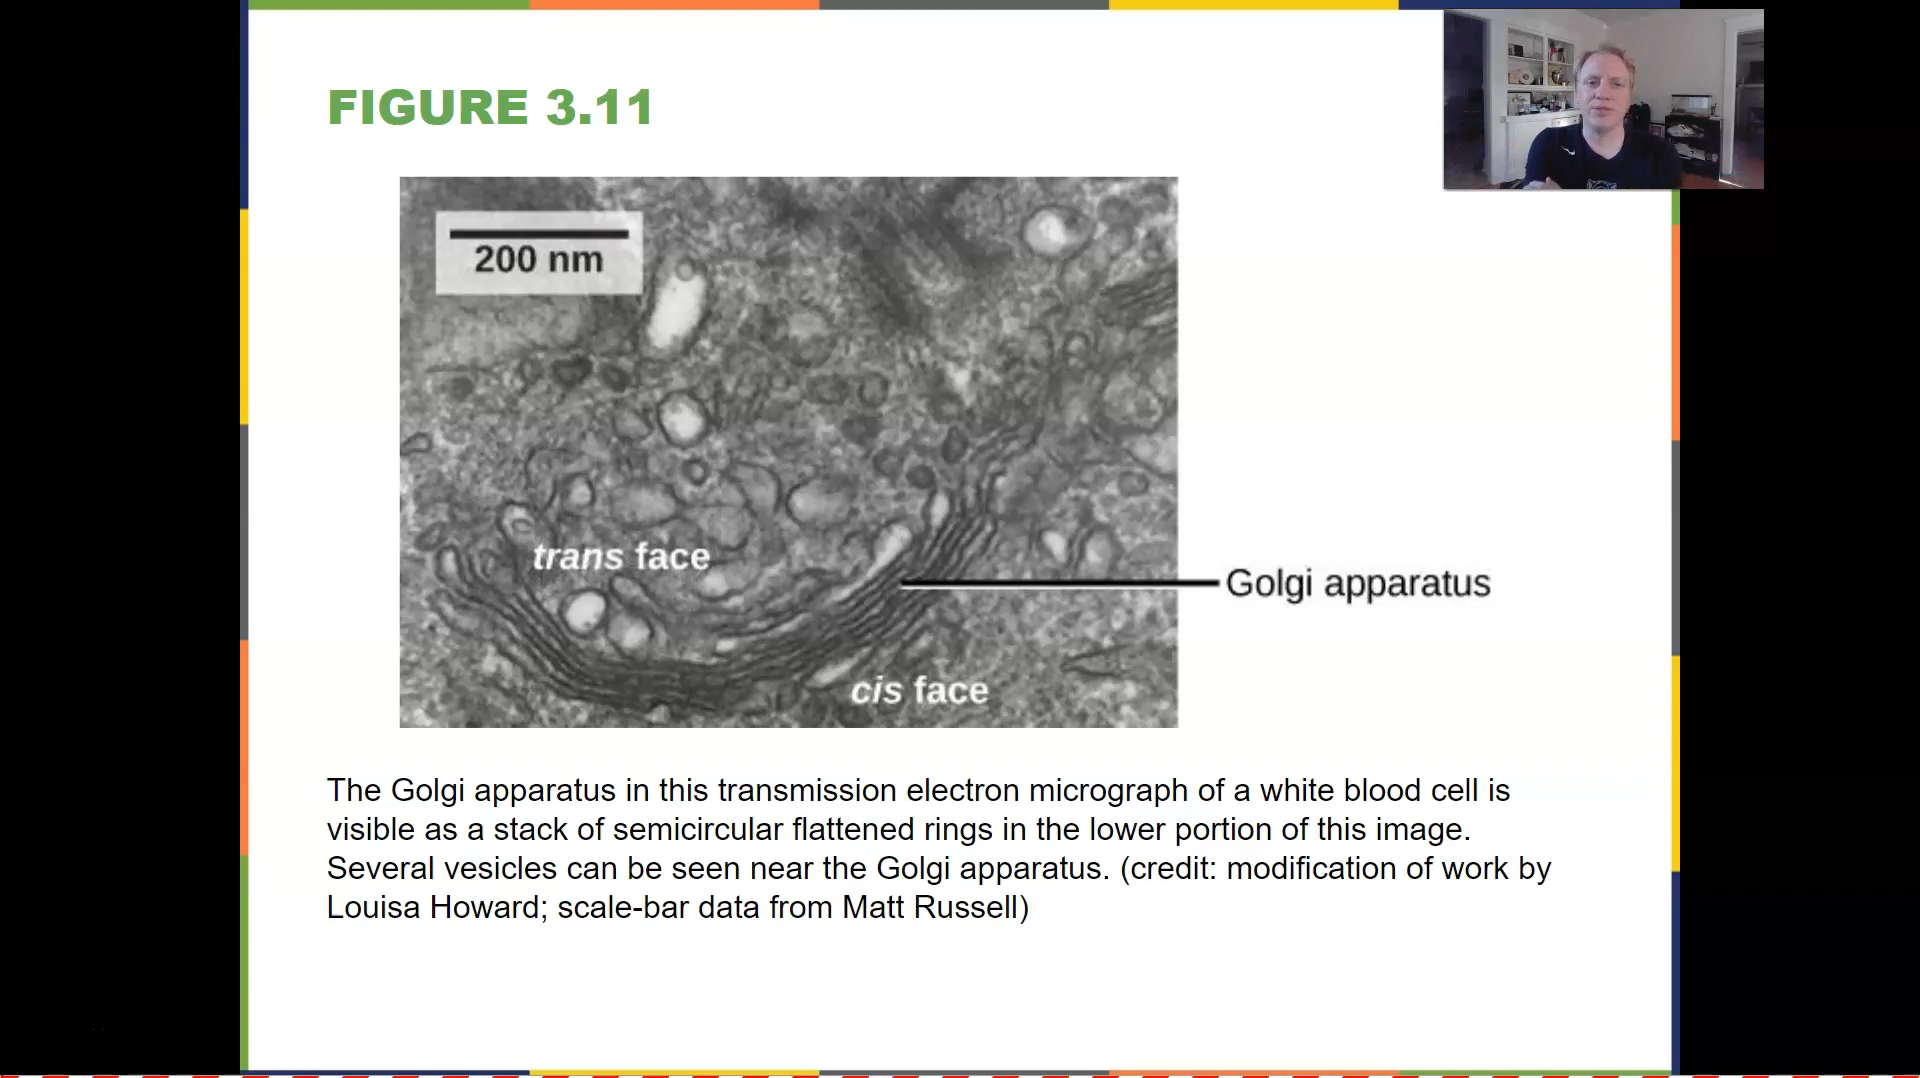 FIGURE 3.11
200 nm
trans face
Golgi apparatus
cis face
The Golgi apparatus in this transmission electron micrograph of a white blood cell is
visible as a stack of semicircular flattened rings in the lower portion of this image.
Several vesicles can be seen near the Golgi apparatus. (credit: modification of work by
Louisa Howard; scale-bar data from Matt Russell)